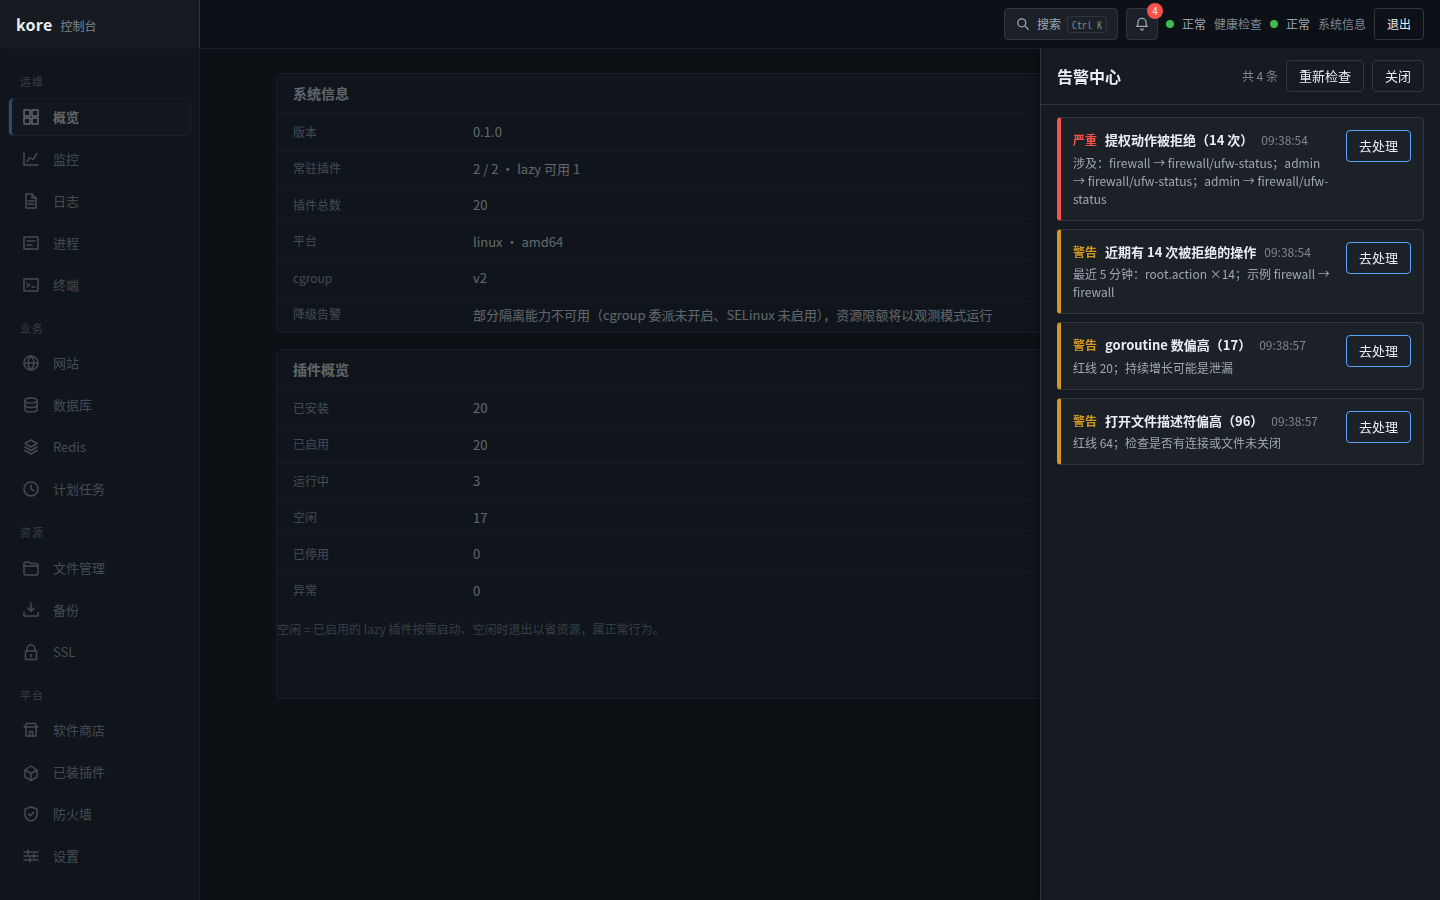 kore 控制台
搜索 Ctrl K
4
正常 健康检查
正常 系统信息
退出
运维
概览
监控
日志
进程
终端
业务
网站
数据库
Redis
计划任务
资源
文件管理
备份
SSL
平台
软件商店
已装插件
防火墙
设置
系统信息
版本 0.1.0
常驻插件 2 / 2 · lazy 可用 1
插件总数 20
平台 linux · amd64
cgroup v2
降级告警 部分隔离能力不可用（cgroup 委派未开启、SELinux 未启用），资源限额将以观测模式运行
插件概览
已安装 20
已启用 20
运行中 3
空闲 17
已停用 0
异常 0
空闲 = 已启用的 lazy 插件按需启动、空闲时退出以省资源，属正常行为。
告警中心 共 4 条 重新检查 关闭
严重 提权动作被拒绝（14 次） 09:38:54 去处理
涉及：firewall → firewall/ufw-status；admin
→ firewall/ufw-status；admin → firewall/ufw-
status
警告 近期有 14 次被拒绝的操作 09:38:54 去处理
最近 5 分钟：root.action ×14；示例 firewall →
firewall
警告 goroutine 数偏高（17） 09:38:57 去处理
红线 20；持续增长可能是泄漏
警告 打开文件描述符偏高（96） 09:38:57 去处理
红线 64；检查是否有连接或文件未关闭